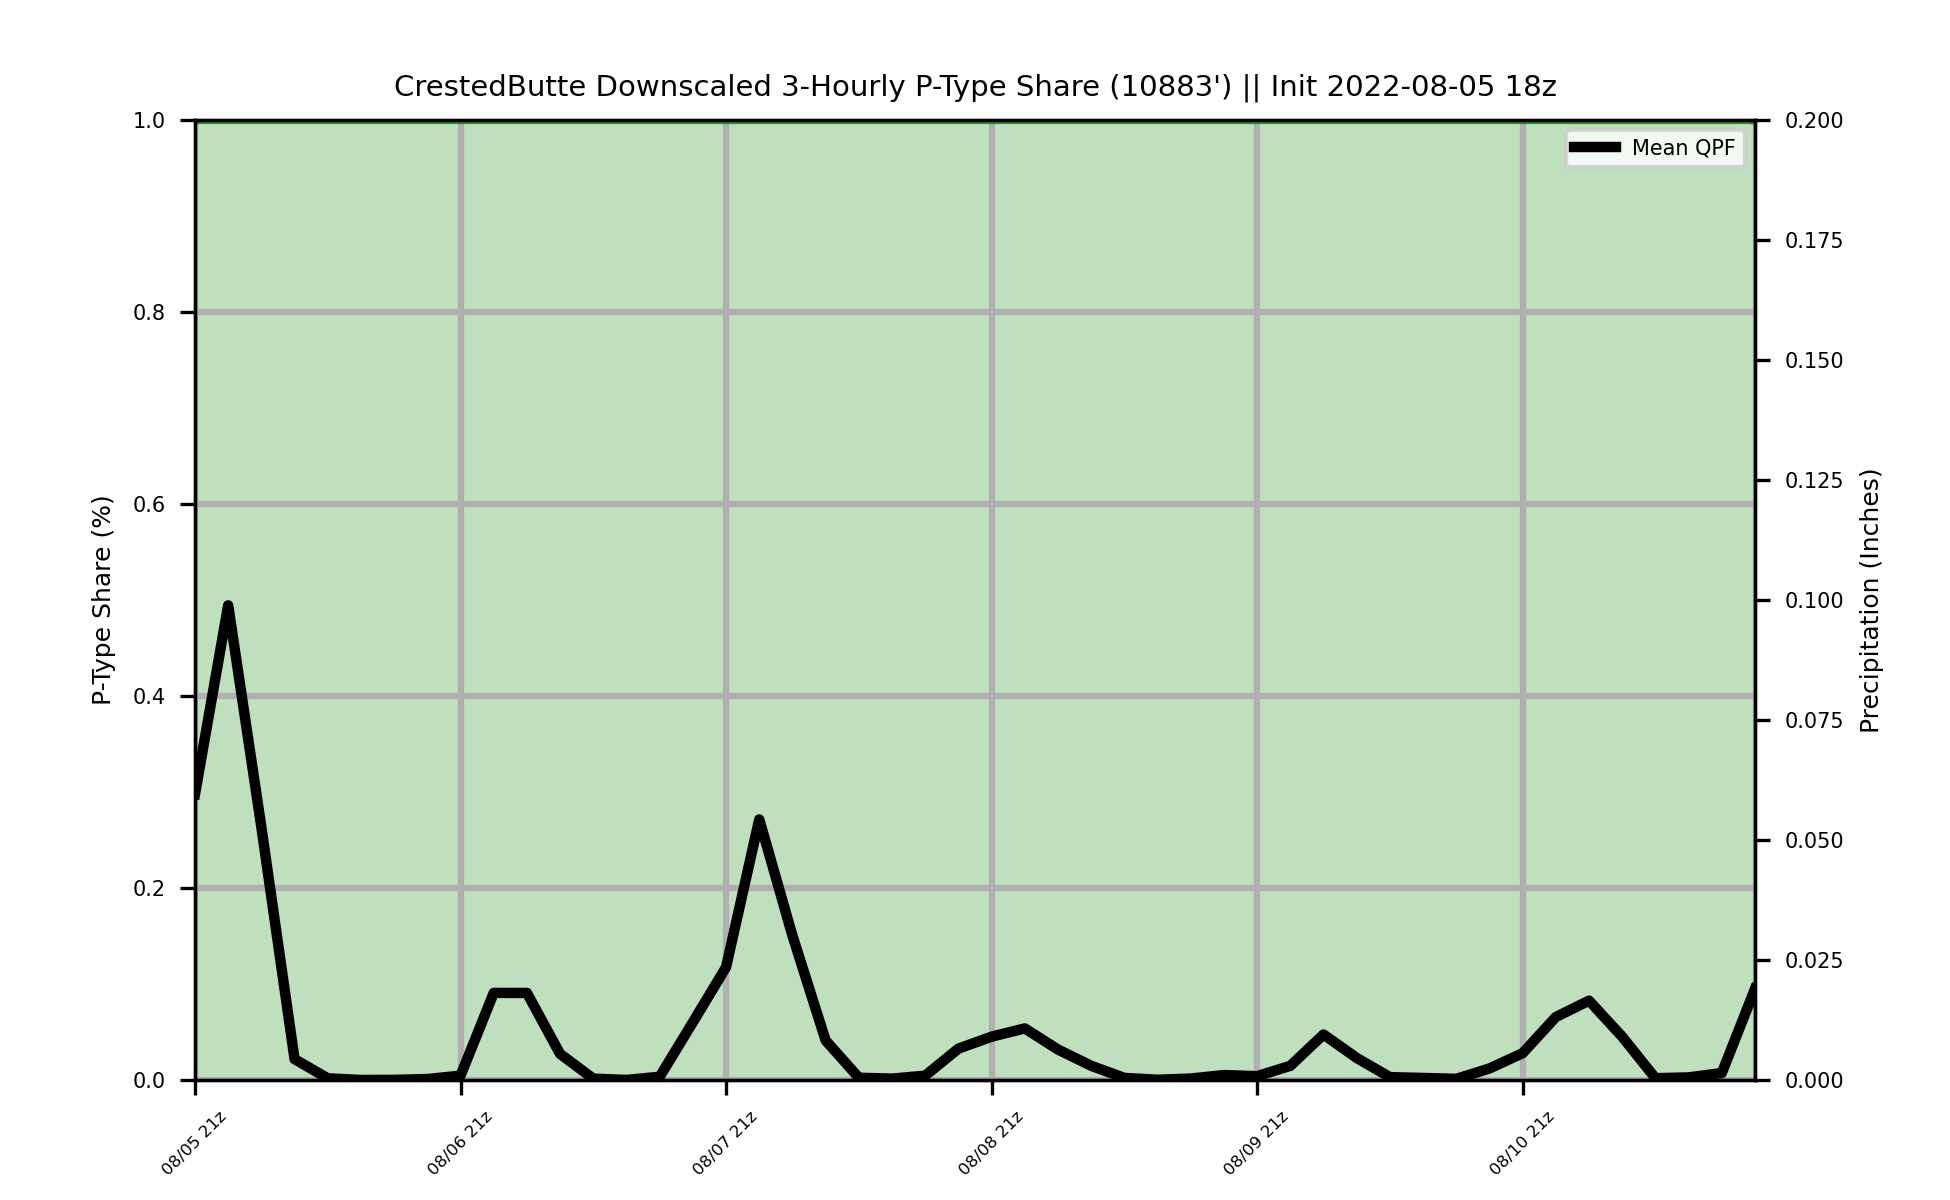 CrestedButte Downscaled 3-Hourly P-Type Share (10883') || Init 2022-08-05 18z
Mean QPF
P-Type Share (%)
1.0
0.8
0.6
0.4
0.2
0.0
0.200
0.175
0.150
0.125
0.100
0.075
0.050
0.025
0.000
Precipitation (Inches)
08/05 21z
08/06 21z
08/07 21z
08/08 21z
08/09 21z
08/10 21z